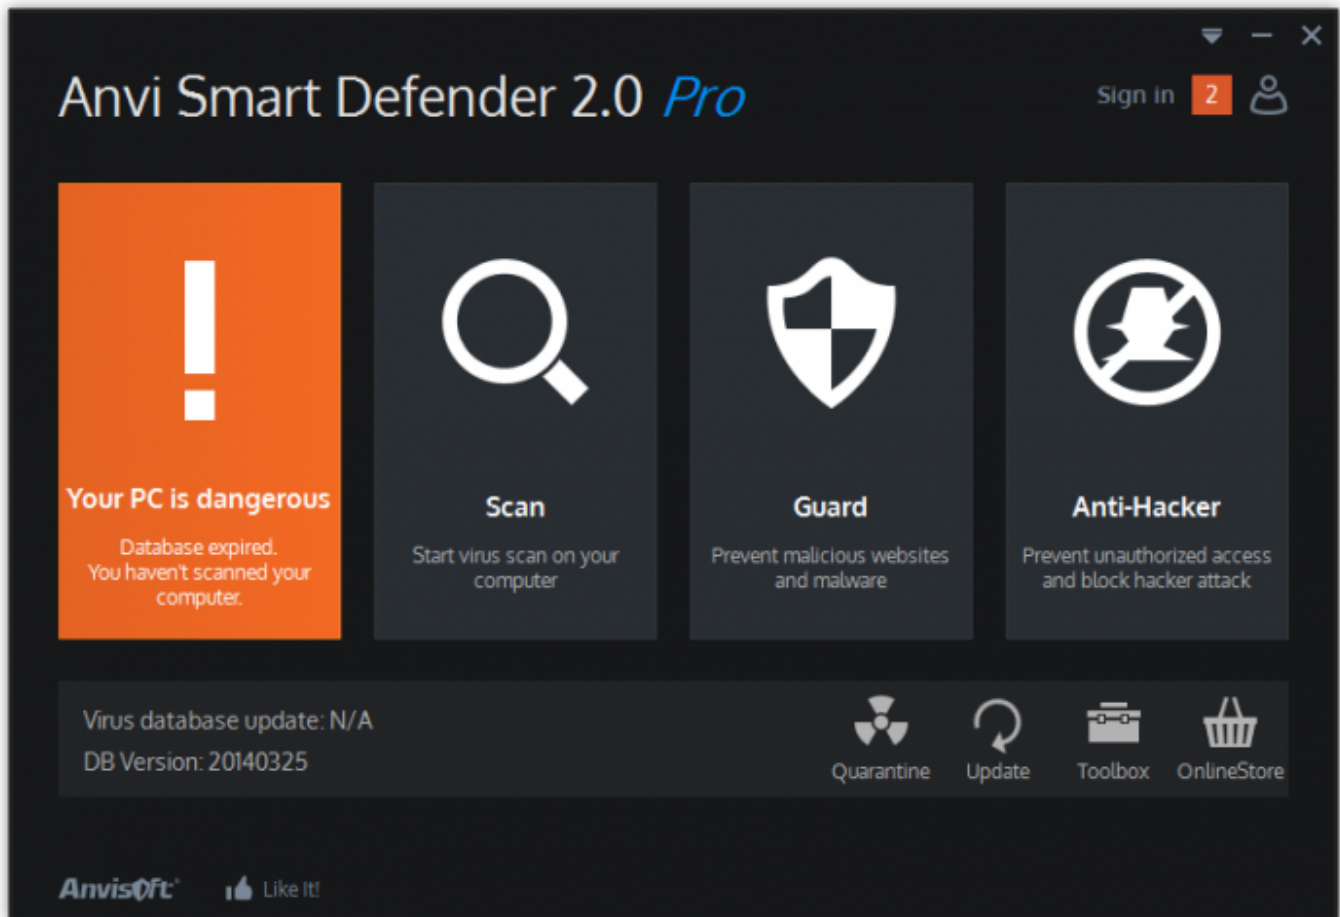 Anvi Smart Defender 2.0 Pro
Sign in 2
Your PC is dangerous
Database expired.
You haven't scanned your
computer.
Scan
Start virus scan on your
computer
Guard
Prevent malicious websites
and malware
Anti-Hacker
Prevent unauthorized access
and block hacker attack
Virus database update: N/A
DB Version: 20140325
Quarantine
Update
Toolbox
OnlineStore
Anvisoft
Like It!